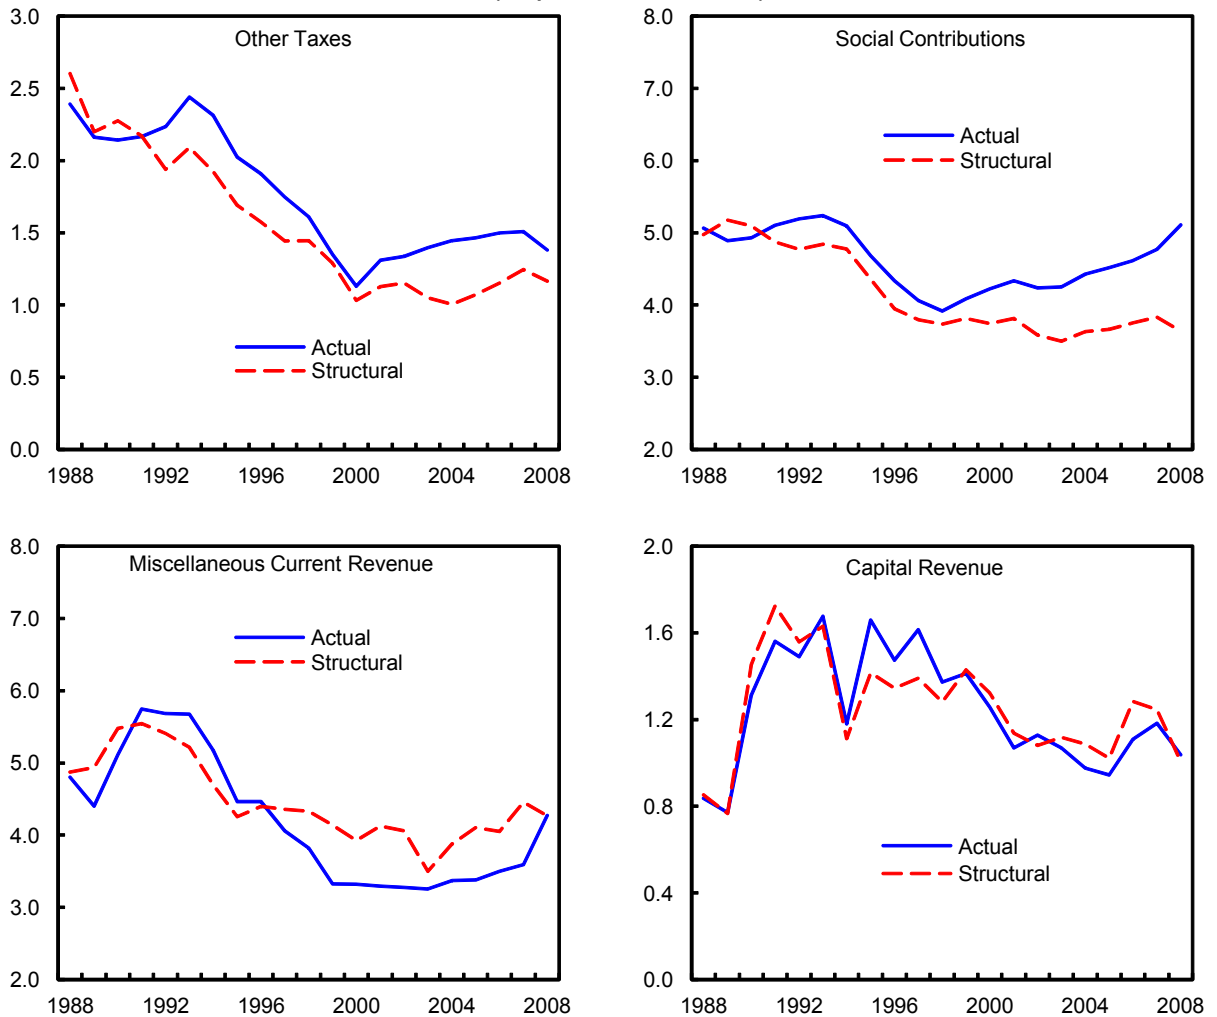 Other Taxes
3.0
2.5
2.0
1.5
1.0
0.5
0.0
Actual
Structural
1988 1992 1996 2000 2004 2008
Social Contributions
8.0
7.0
6.0
5.0
4.0
3.0
2.0
Actual
Structural
1988 1992 1996 2000 2004 2008
Miscellaneous Current Revenue
8.0
7.0
6.0
5.0
4.0
3.0
2.0
Actual
Structural
1988 1992 1996 2000 2004 2008
Capital Revenue
2.0
1.6
1.2
0.8
0.4
0.0
Actual
Structural
1988 1992 1996 2000 2004 2008